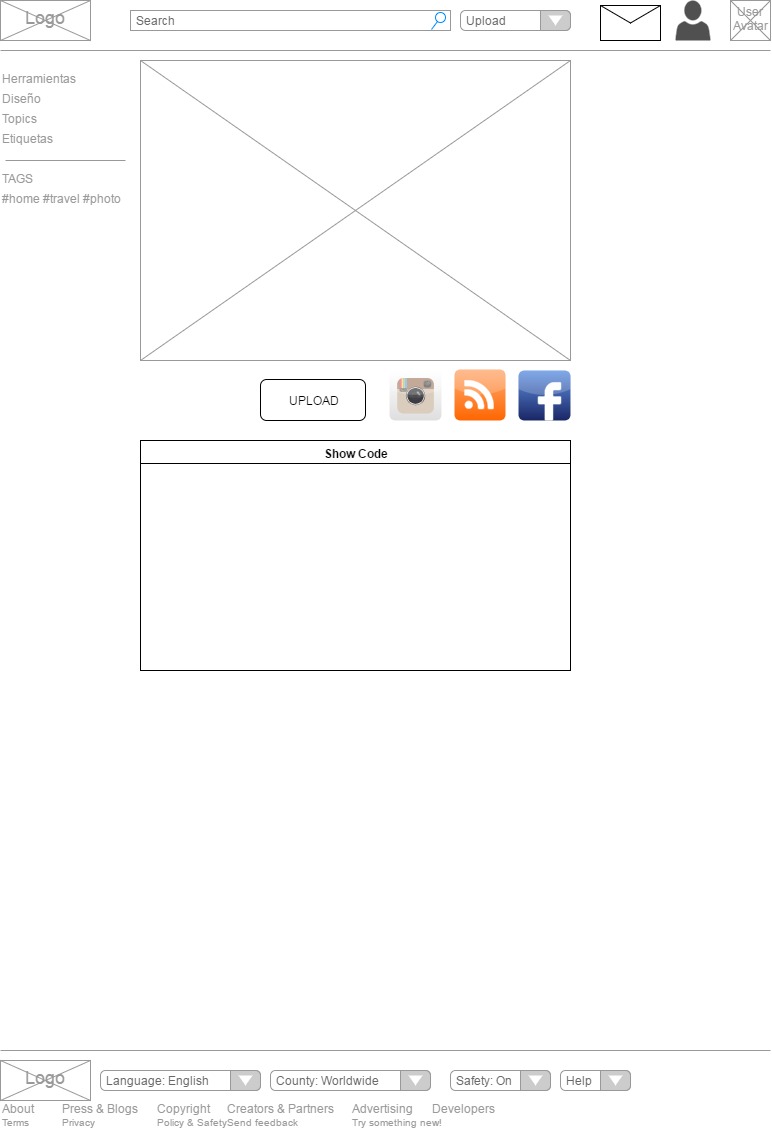 Logo
Search
Upload
User
Avatar
Herramientas
Diseño
Topics
Etiquetas
TAGS
#home #travel #photo
UPLOAD
Show Code
Logo
Language: English
County: Worldwide
Safety: On
Help
About Press & Blogs Copyright Creators & Partners Advertising Developers
Terms Privacy Policy & Safety Send feedback Try something new!